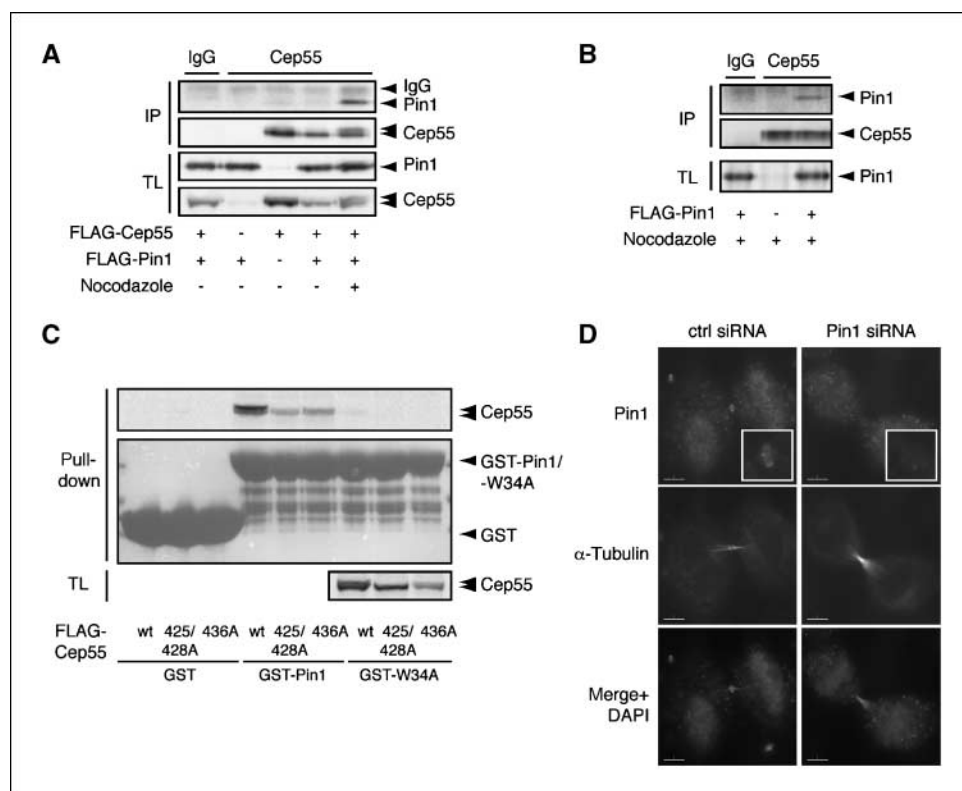 A
IgG Cep55
IP
IgG
Pin1
Cep55
TL
Pin1
Cep55
FLAG-Cep55 + - + + +
FLAG-Pin1 + + - + +
Nocodazole - - - - +
B
IgG Cep55
IP
Pin1
Cep55
TL
Pin1
FLAG-Pin1 + - +
Nocodazole + + +
C
Pull-
down
Cep55
GST-Pin1/
-W34A
GST
TL
Cep55
FLAG-
Cep55
wt 425/ 436A wt 425/ 436A wt 425/ 436A
428A 428A 428A
GST GST-Pin1 GST-W34A
D
ctrl siRNA Pin1 siRNA
Pin1
α-Tubulin
Merge+
DAPI